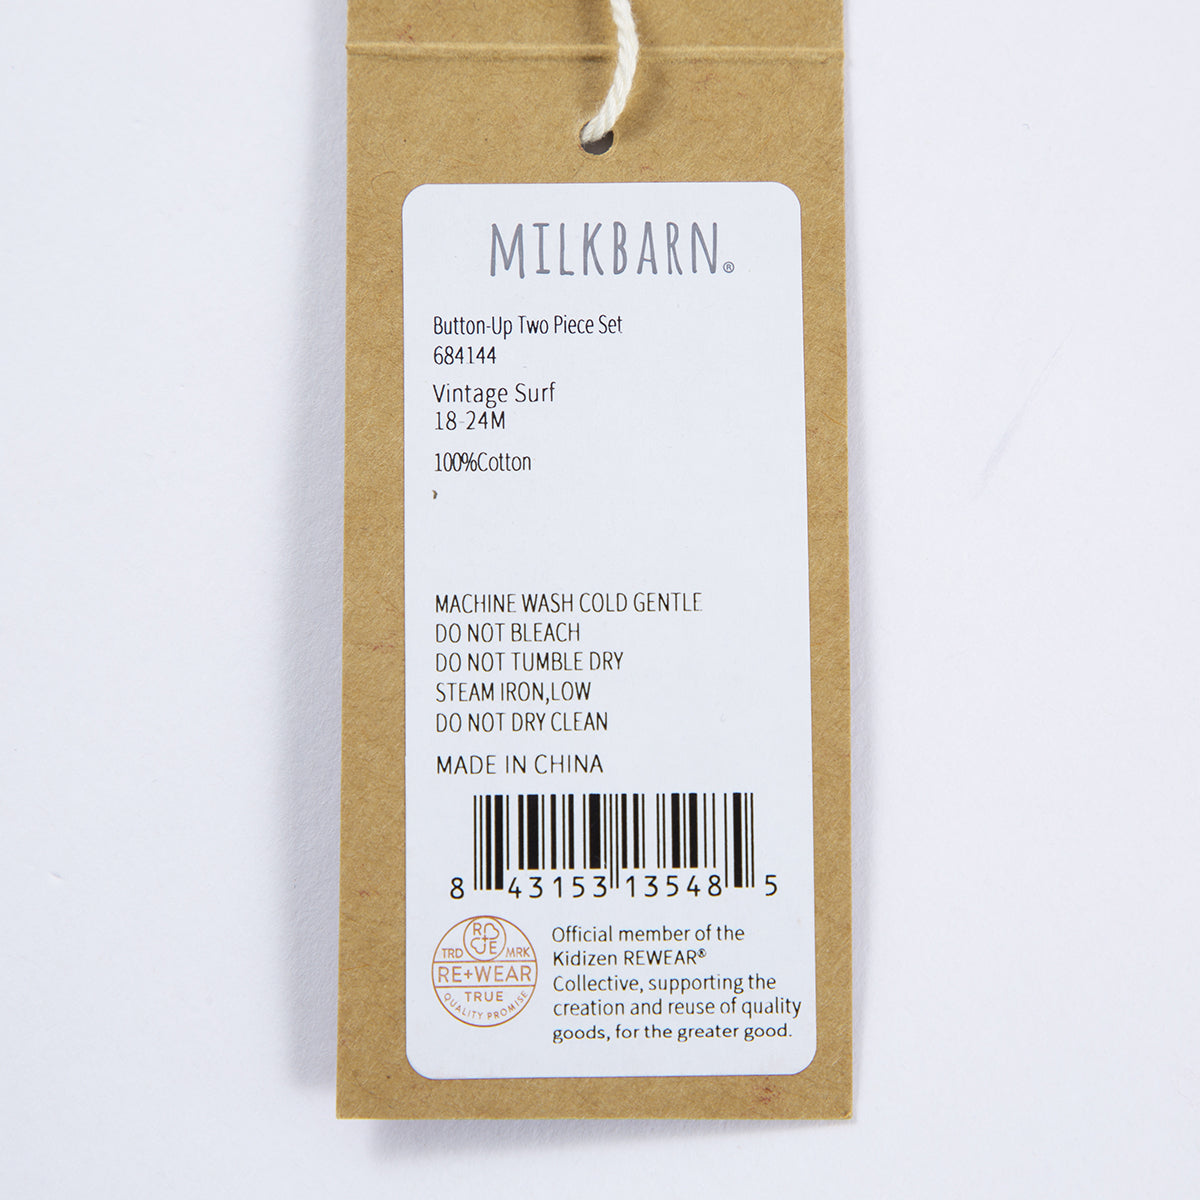 MILKBARN®
Button-Up Two Piece Set
684144
Vintage Surf
18-24M
100%Cotton
MACHINE WASH COLD GENTLE
DO NOT BLEACH
DO NOT TUMBLE DRY
STEAM IRON,LOW
DO NOT DRY CLEAN
MADE IN CHINA
8 43153 13548 5
R
E
TRD MRK
RE+WEAR
TRUE
QUALITY PROMISE
Official member of the
Kidizen REWEAR®
Collective, supporting the
creation and reuse of quality
goods, for the greater good.